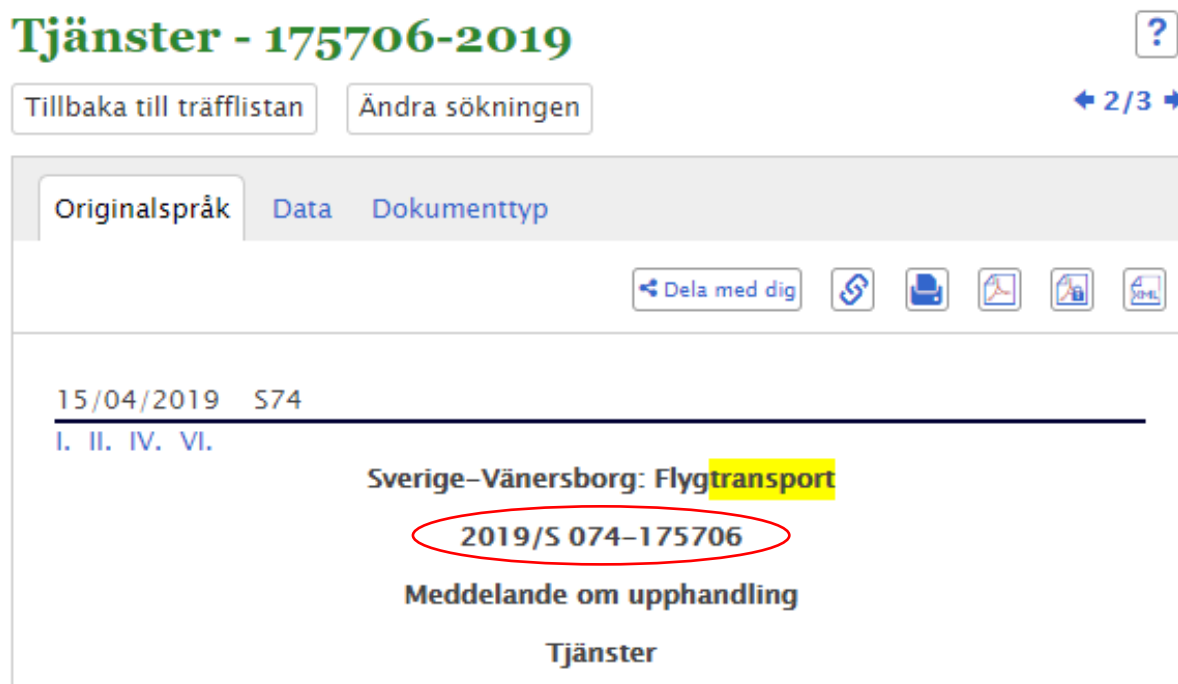 Tjänster - 175706-2019
?
Tillbaka till träfflistan Ändra sökningen
2/3
Originalspråk Data Dokumenttyp
Dela med dig
XML
15/04/2019 S74
I. II. IV. VI.
Sverige-Vänersborg: Flygtransport
2019/S 074-175706
Meddelande om upphandling
Tjänster